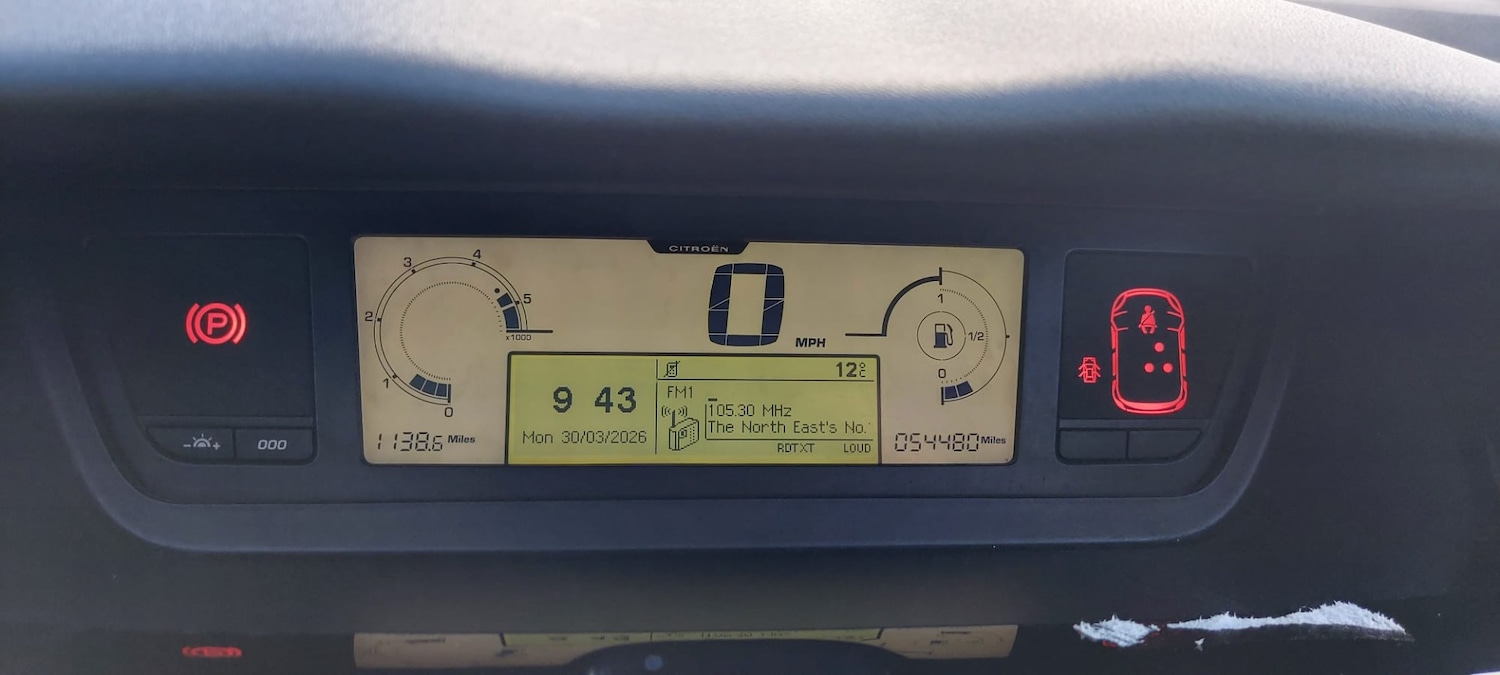 CITROËN
1
2
3
4
5
x1000
0
0
MPH
1
1/2
0
P
000
1138.6 Miles
9 43
Mon 30/03/2026
12°C
FM1
105.30 MHz
The North East's No.
RDTXT LOUD
054480 Miles